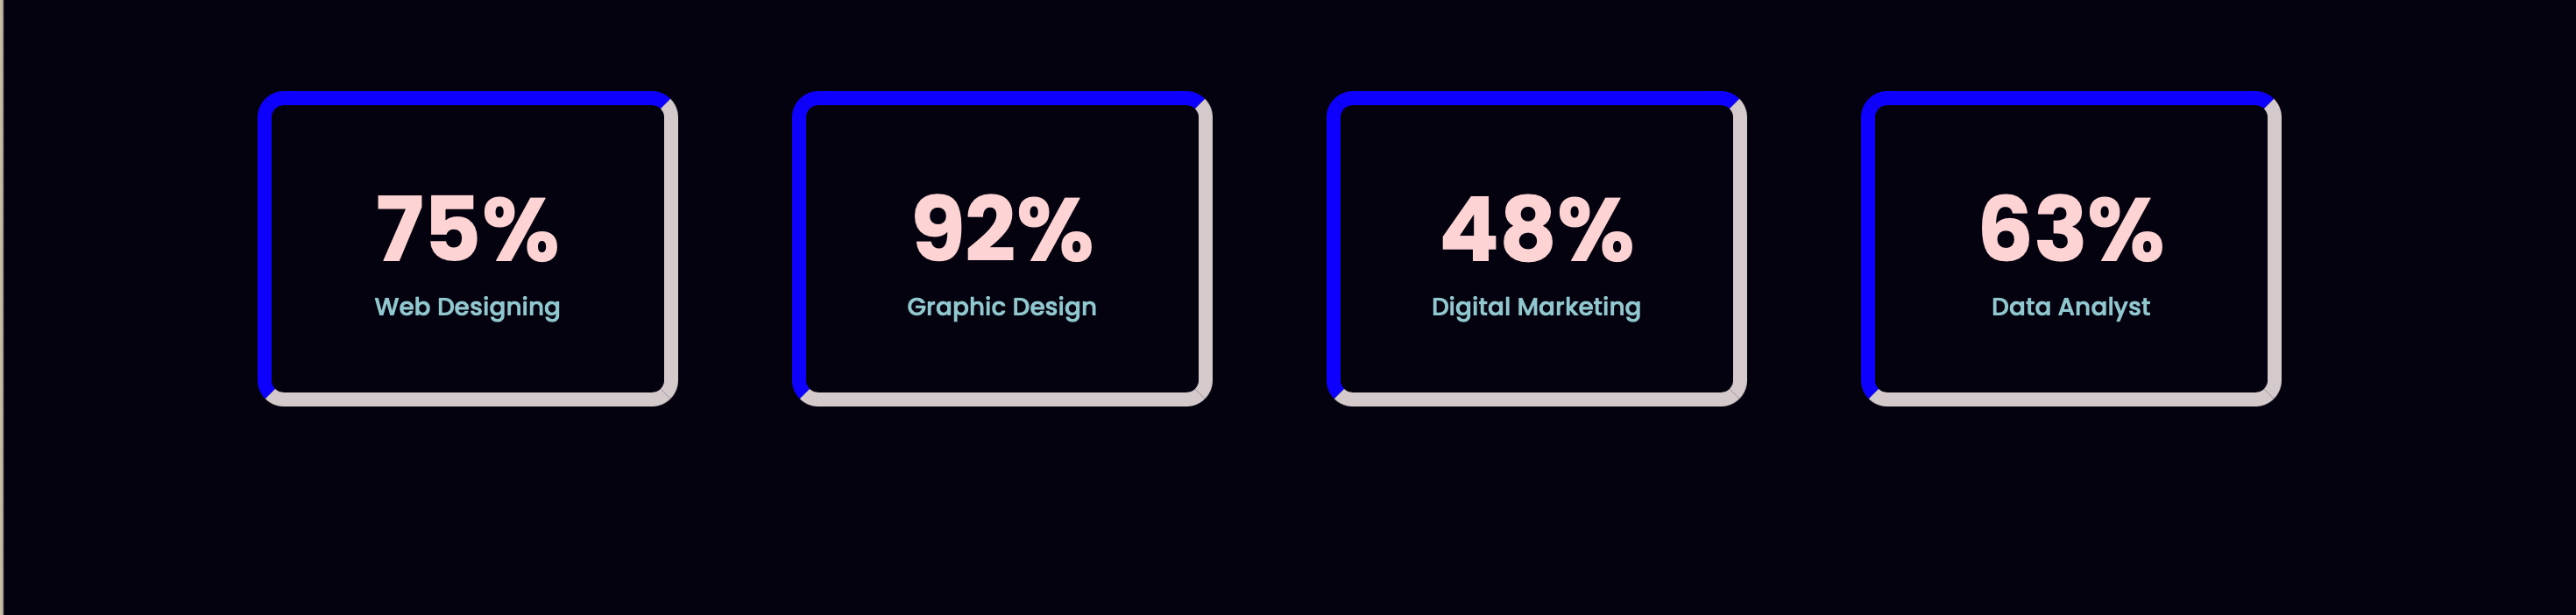 75%
Web Designing
92%
Graphic Design
48%
Digital Marketing
63%
Data Analyst